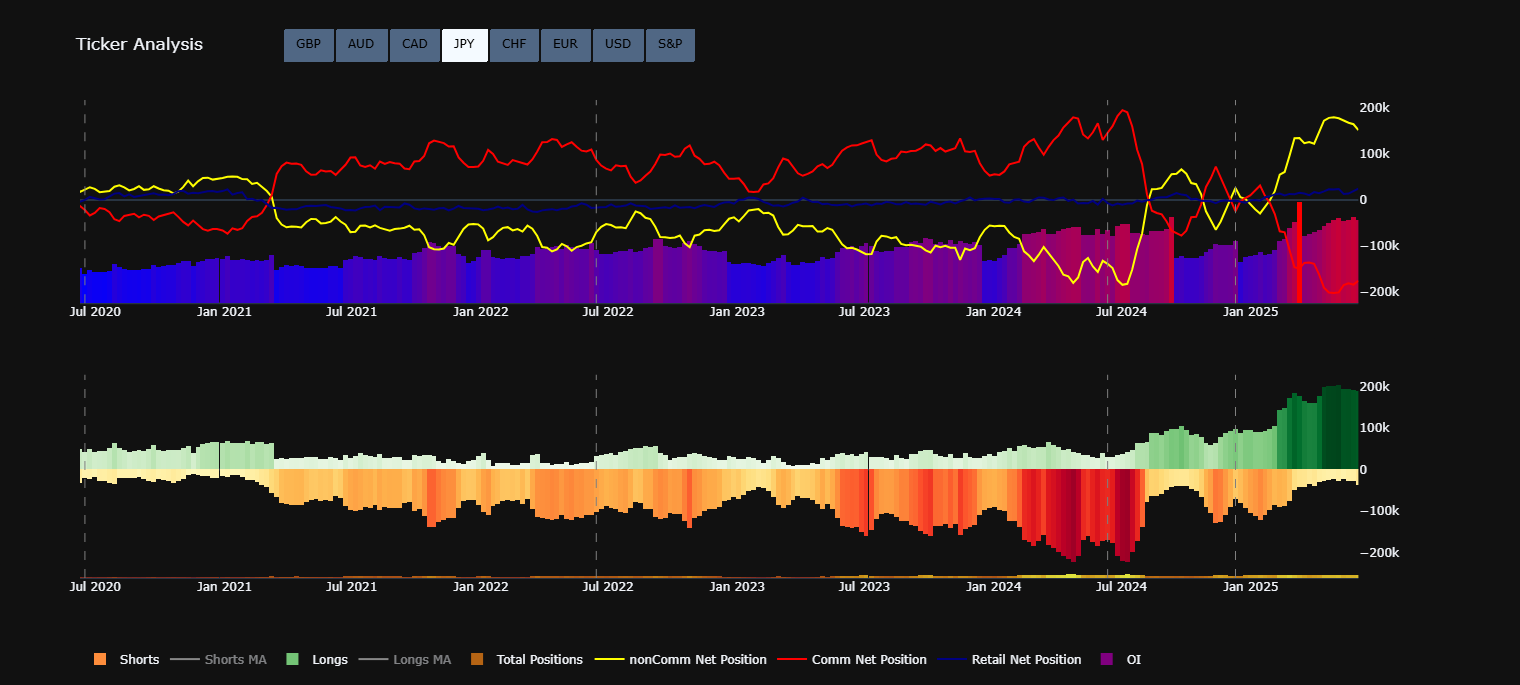 Ticker Analysis
GBP AUD CAD JPY CHF EUR USD S&P
200k
100k
0
−100k
−200k
Jul 2020 Jan 2021 Jul 2021 Jan 2022 Jul 2022 Jan 2023 Jul 2023 Jan 2024 Jul 2024 Jan 2025
200k
100k
0
−100k
−200k
Jul 2020 Jan 2021 Jul 2021 Jan 2022 Jul 2022 Jan 2023 Jul 2023 Jan 2024 Jul 2024 Jan 2025
Shorts Shorts MA Longs Longs MA Total Positions nonComm Net Position Comm Net Position Retail Net Position OI